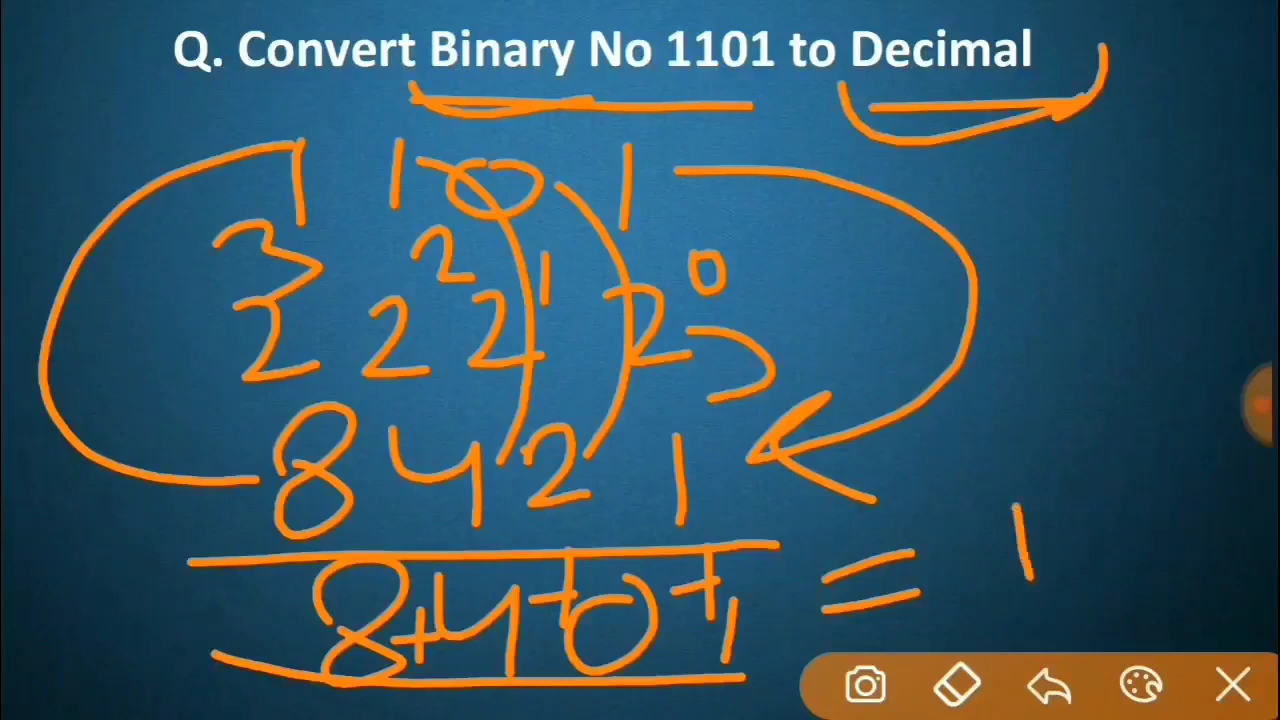 Q. Convert Binary No 1101 to Decimal
1 1 0 1
2³ 2² 2¹ 2⁰
8 4 2 1
8+4+0+1 = 1